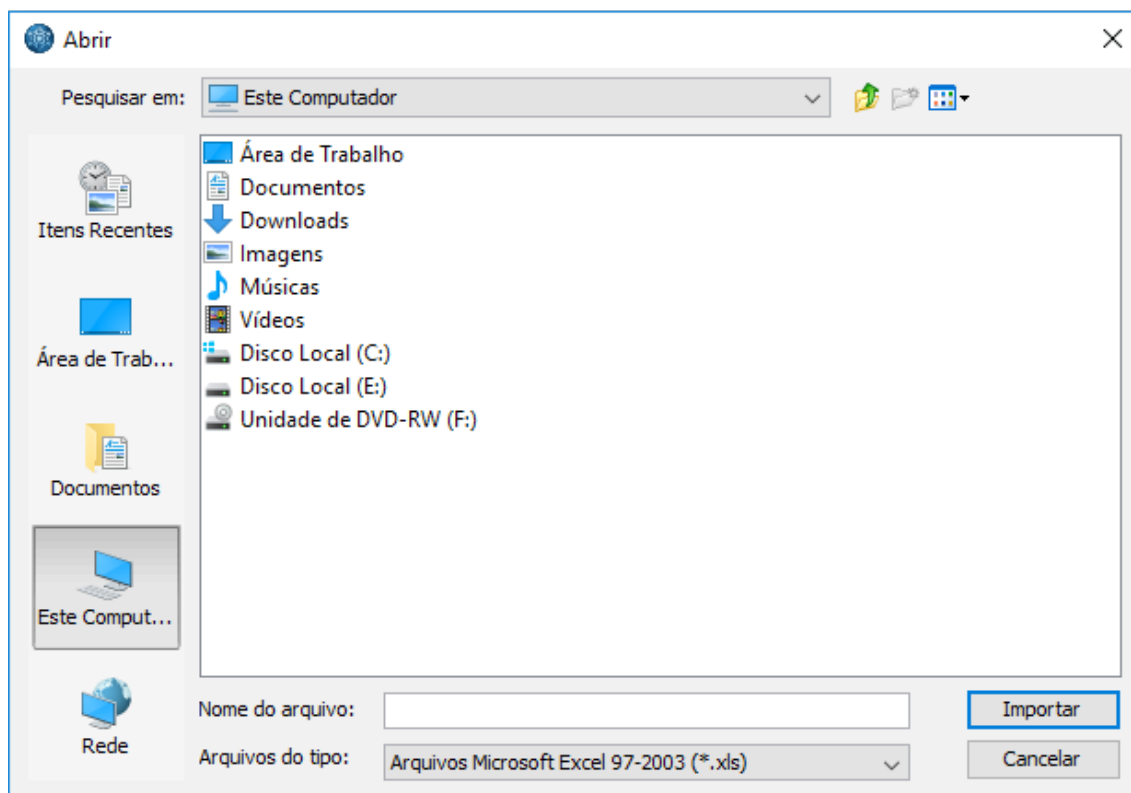 Abrir
Pesquisar em: Este Computador
Itens Recentes
Área de Trab...
Documentos
Este Comput...
Rede
Área de Trabalho
Documentos
Downloads
Imagens
Músicas
Vídeos
Disco Local (C:)
Disco Local (E:)
Unidade de DVD-RW (F:)
Nome do arquivo:
Importar
Arquivos do tipo: Arquivos Microsoft Excel 97-2003 (*.xls)
Cancelar